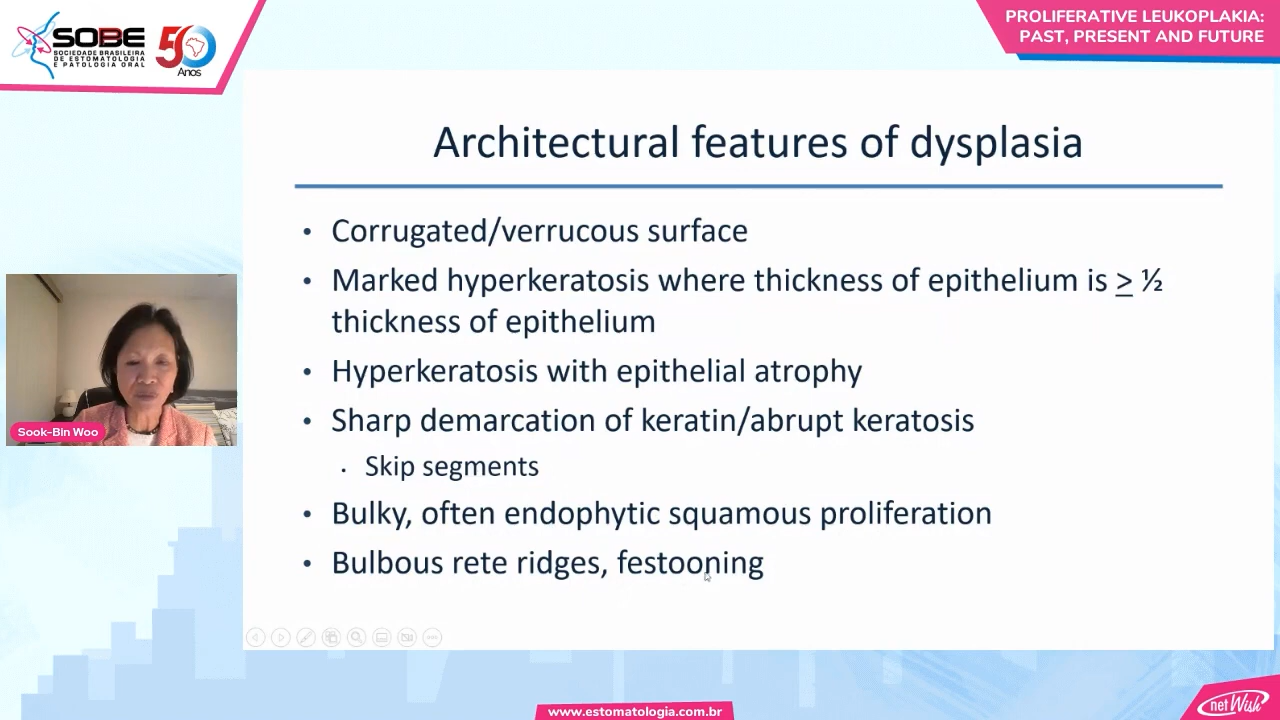 SOBE
SOCIEDADE BRASILEIRA
DE ESTOMATOLOGIA
E PATOLOGIA ORAL
50
Anos
PROLIFERATIVE LEUKOPLAKIA:
PAST, PRESENT AND FUTURE
Architectural features of dysplasia
• Corrugated/verrucous surface
• Marked hyperkeratosis where thickness of epithelium is ≥ ½
thickness of epithelium
• Hyperkeratosis with epithelial atrophy
• Sharp demarcation of keratin/abrupt keratosis
• Skip segments
• Bulky, often endophytic squamous proliferation
• Bulbous rete ridges, festooning
Sook-Bin Woo
www.estomatologia.com.br
netWish